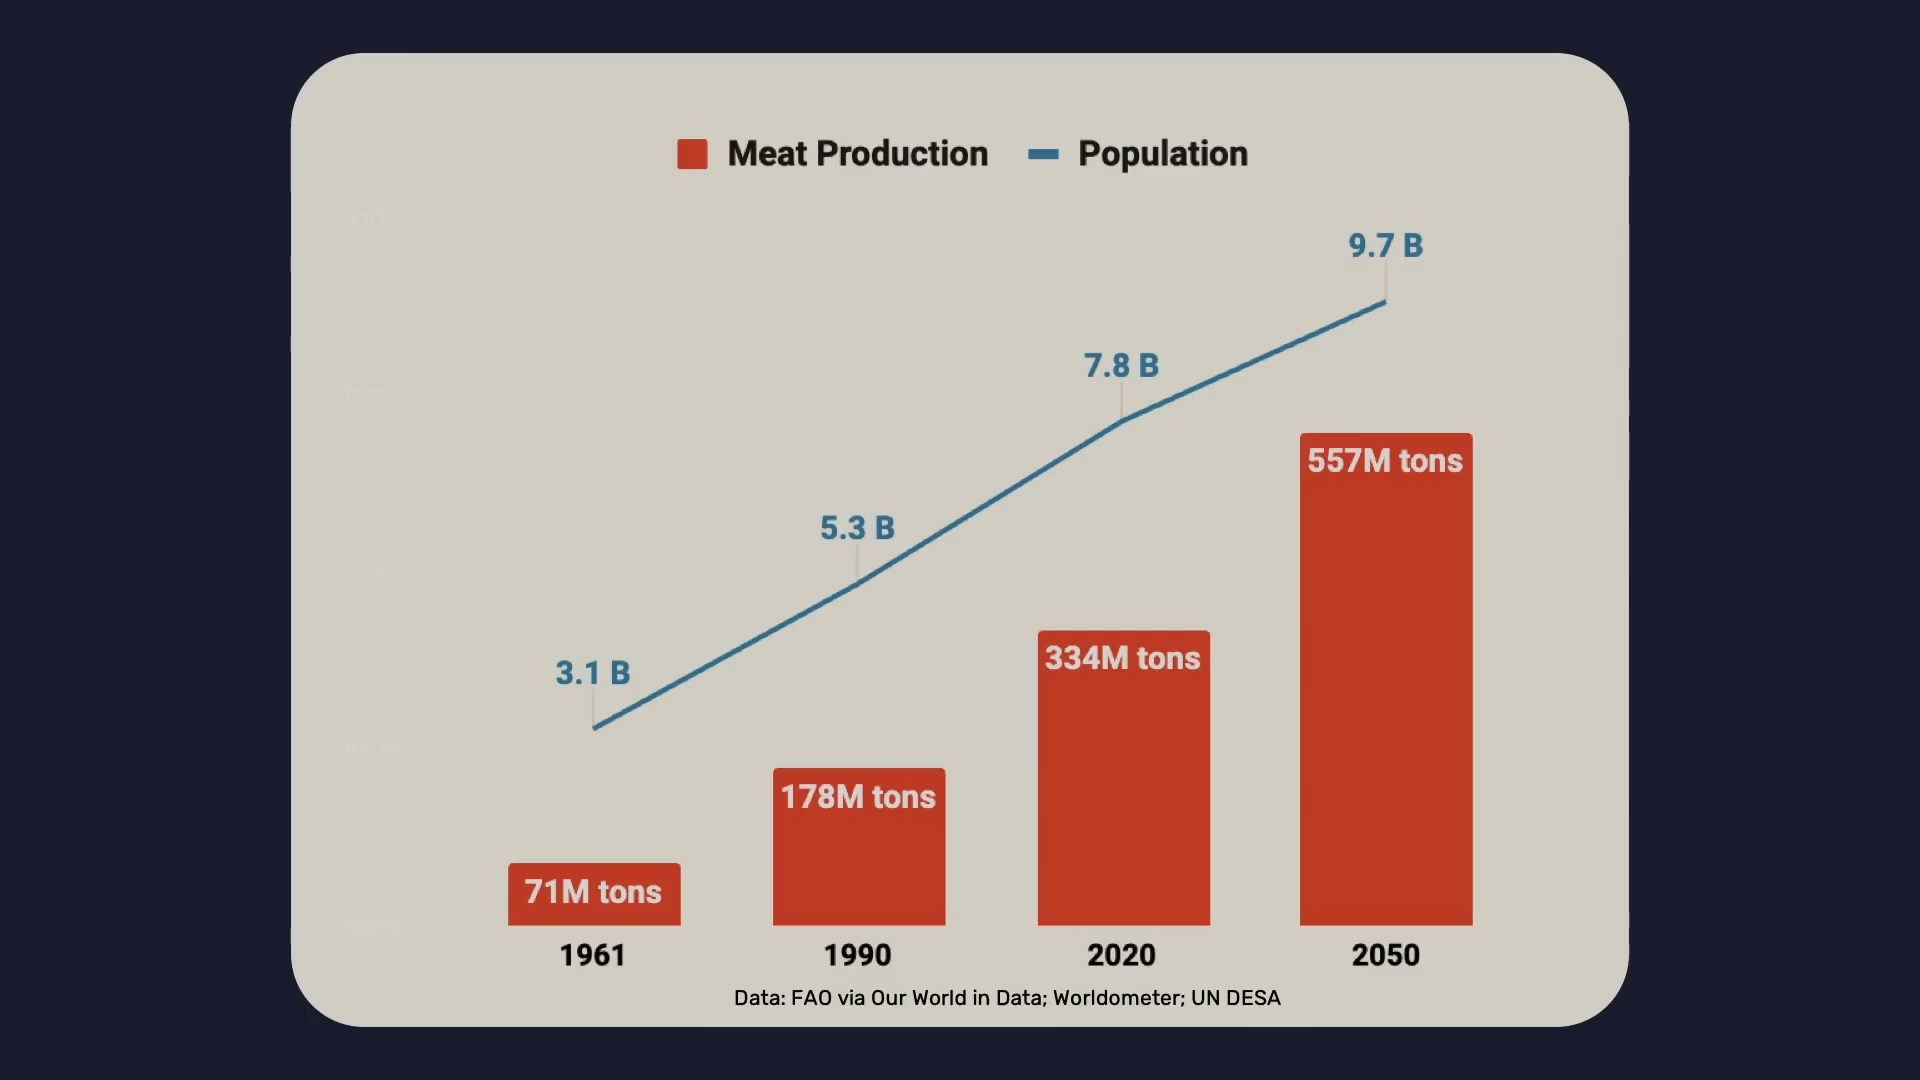 Meat Production Population
9.7 B
7.8 B
5.3 B
3.1 B
557M tons
334M tons
178M tons
71M tons
1961 1990 2020 2050
Data: FAO via Our World in Data; Worldometer; UN DESA